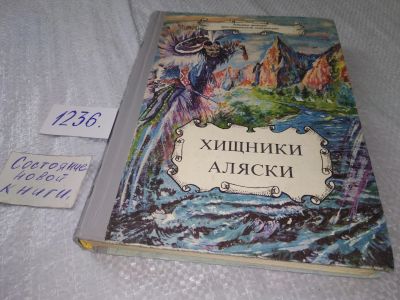 1236.
Состояние
новой
книги.
ХИЩНИКИ
АЛЯСКИ